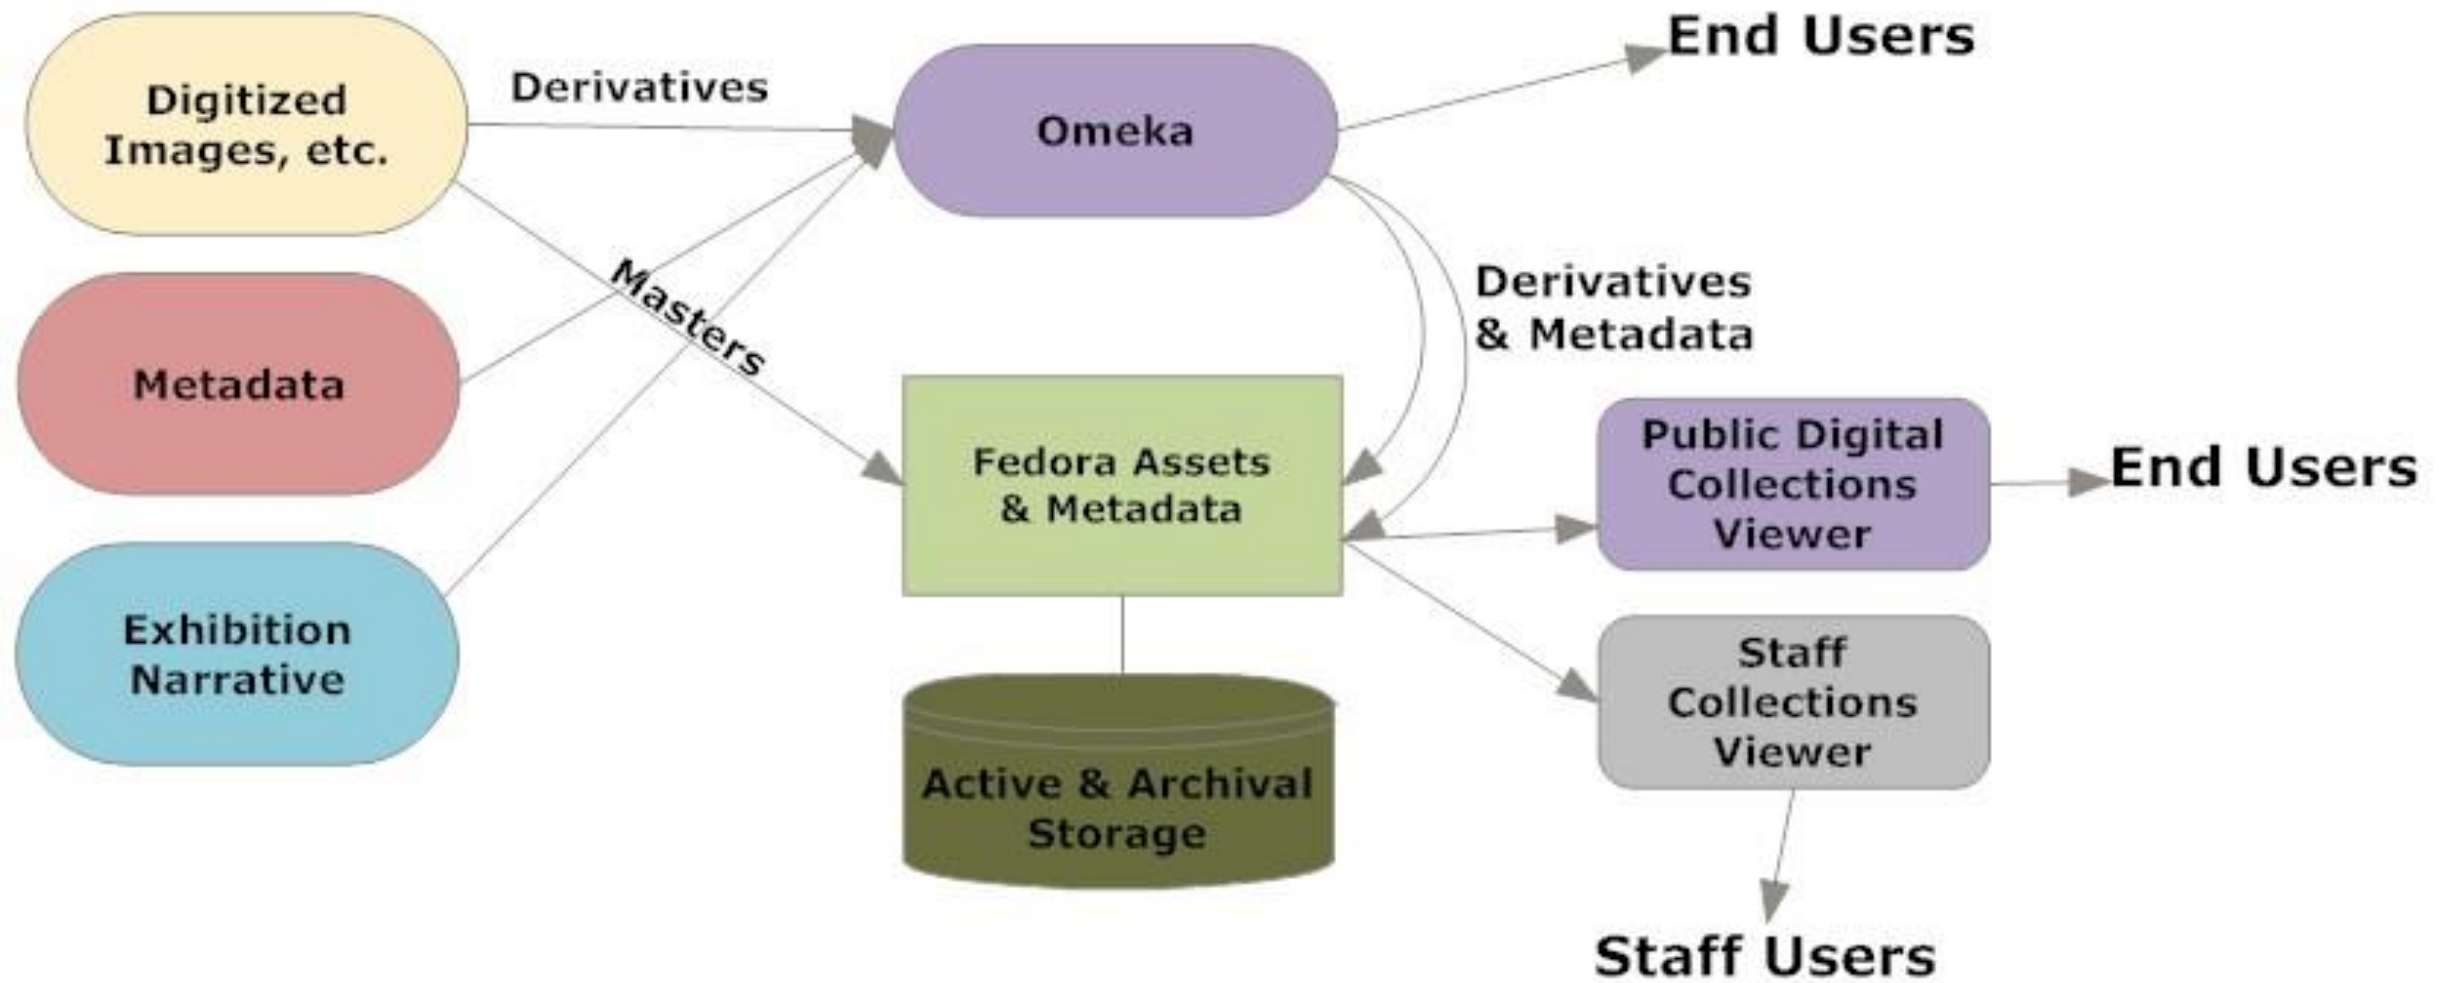 End Users
Digitized
Images, etc.
Derivatives
Omeka
Masters
Derivatives
& Metadata
Metadata
Fedora Assets
& Metadata
Public Digital
Collections
Viewer
End Users
Exhibition
Narrative
Active & Archival
Storage
Staff
Collections
Viewer
Staff Users